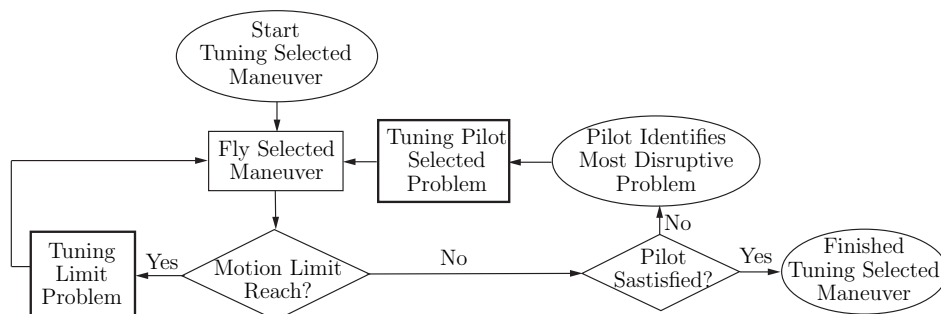 Start
Tuning Selected
Maneuver
Fly Selected
Maneuver
Tuning Pilot
Selected
Problem
Pilot Identifies
Most Disruptive
Problem
Tuning
Limit
Problem
Yes
Motion Limit
Reach?
No
Pilot
Sastisfied?
No
Yes
Finished
Tuning Selected
Maneuver